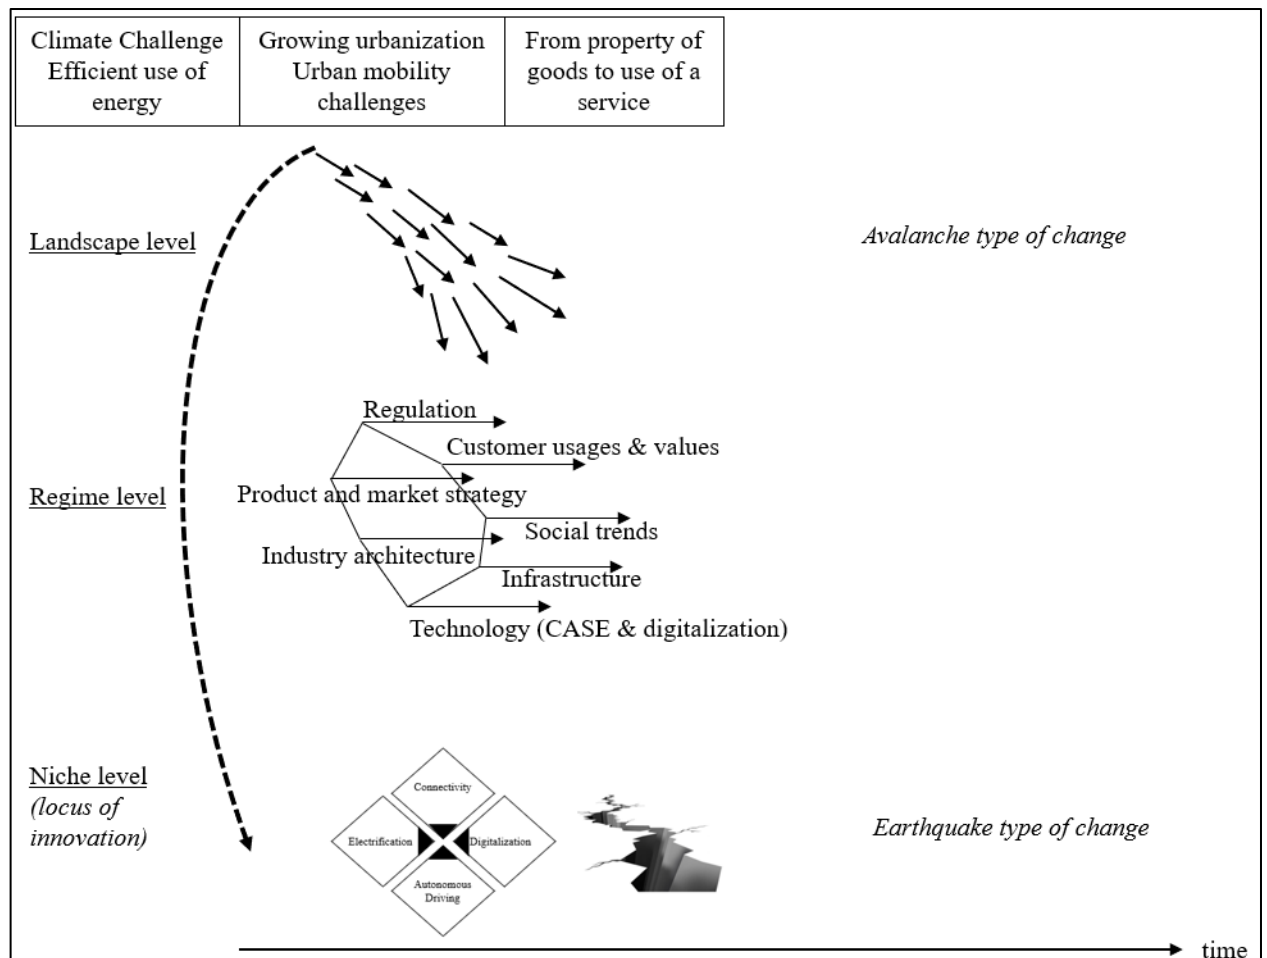 Climate Challenge
Efficient use of
energy
Growing urbanization
Urban mobility
challenges
From property of
goods to use of a
service
Landscape level
Avalanche type of change
Regulation
Customer usages & values
Regime level
Product and market strategy
Social trends
Industry architecture
Infrastructure
Technology (CASE & digitalization)
Niche level
(locus of
innovation)
Connectivity
Electrification
Digitalization
Autonomous
Driving
Earthquake type of change
time